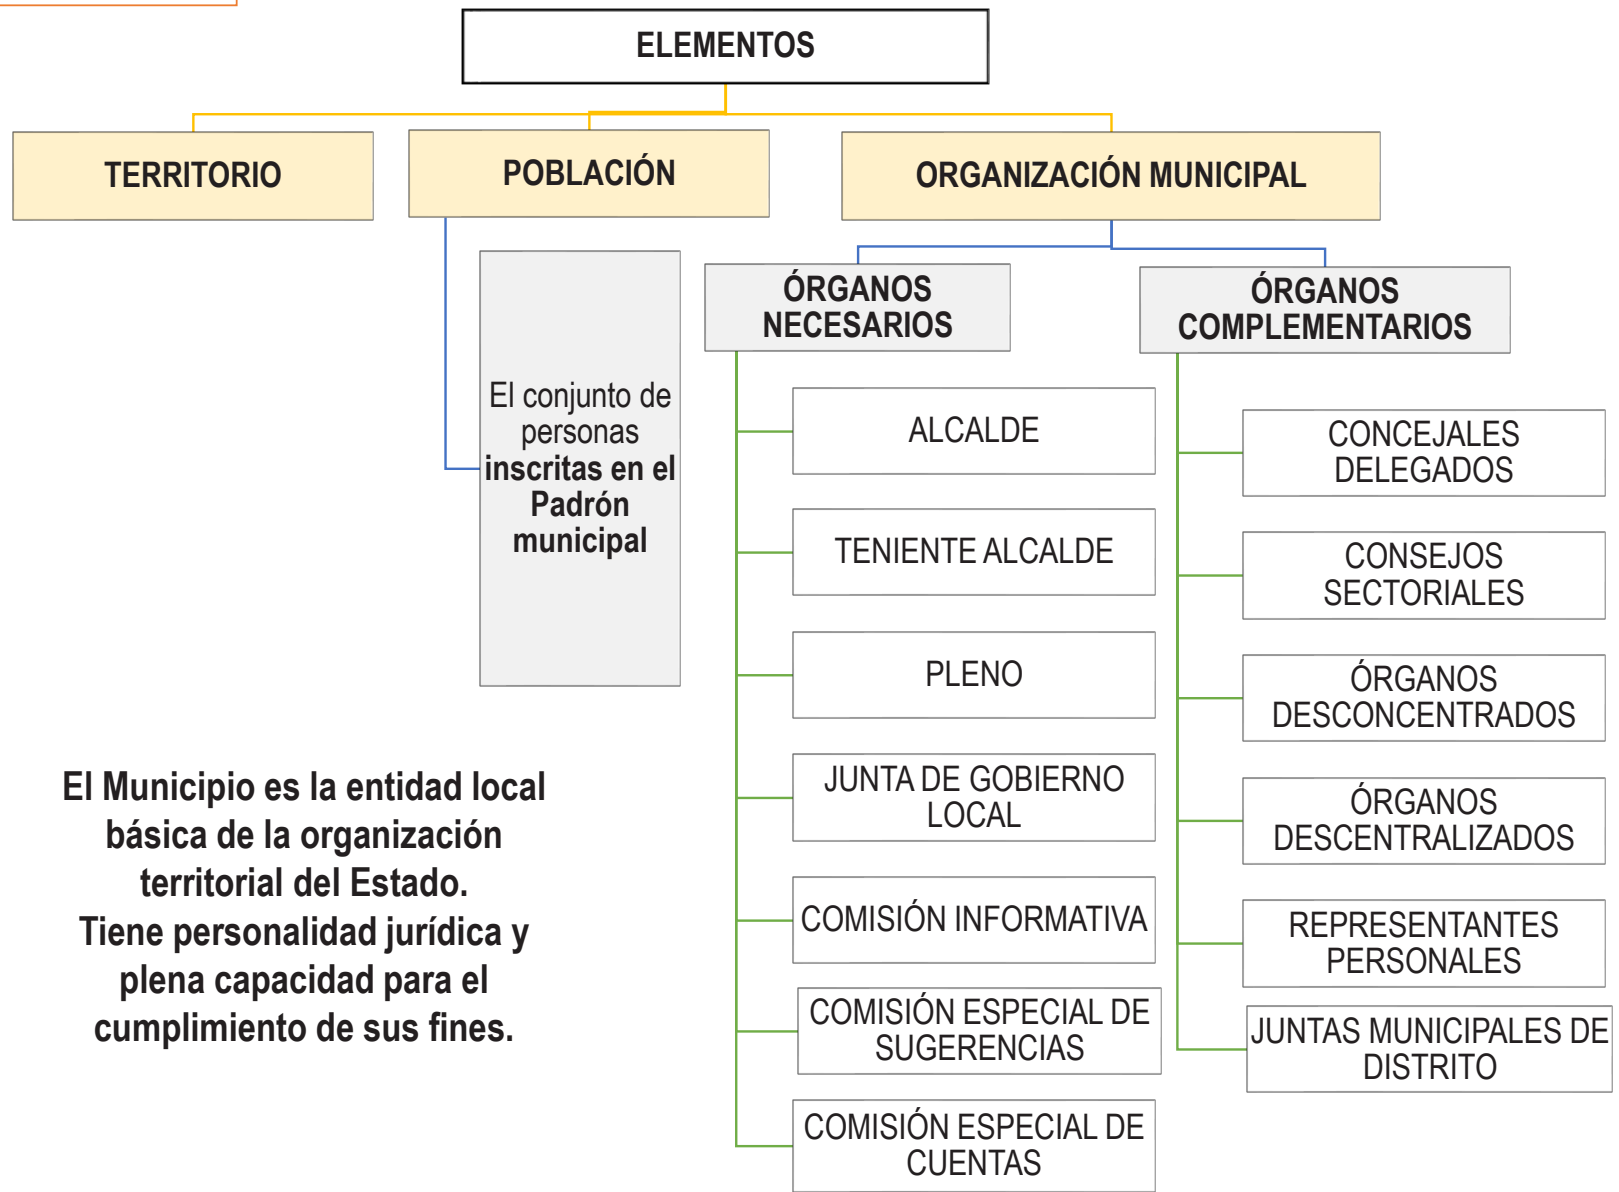 ELEMENTOS
TERRITORIO
POBLACIÓN
ORGANIZACIÓN MUNICIPAL
El conjunto de
personas
inscritas en el
Padrón
municipal
ÓRGANOS
NECESARIOS
ALCALDE
TENIENTE ALCALDE
PLENO
JUNTA DE GOBIERNO
LOCAL
COMISIÓN INFORMATIVA
COMISIÓN ESPECIAL DE
SUGERENCIAS
COMISIÓN ESPECIAL DE
CUENTAS
ÓRGANOS
COMPLEMENTARIOS
CONCEJALES
DELEGADOS
CONSEJOS
SECTORIALES
ÓRGANOS
DESCONCENTRADOS
ÓRGANOS
DESCENTRALIZADOS
REPRESENTANTES
PERSONALES
JUNTAS MUNICIPALES DE
DISTRITO
El Municipio es la entidad local
básica de la organización
territorial del Estado.
Tiene personalidad jurídica y
plena capacidad para el
cumplimiento de sus fines.